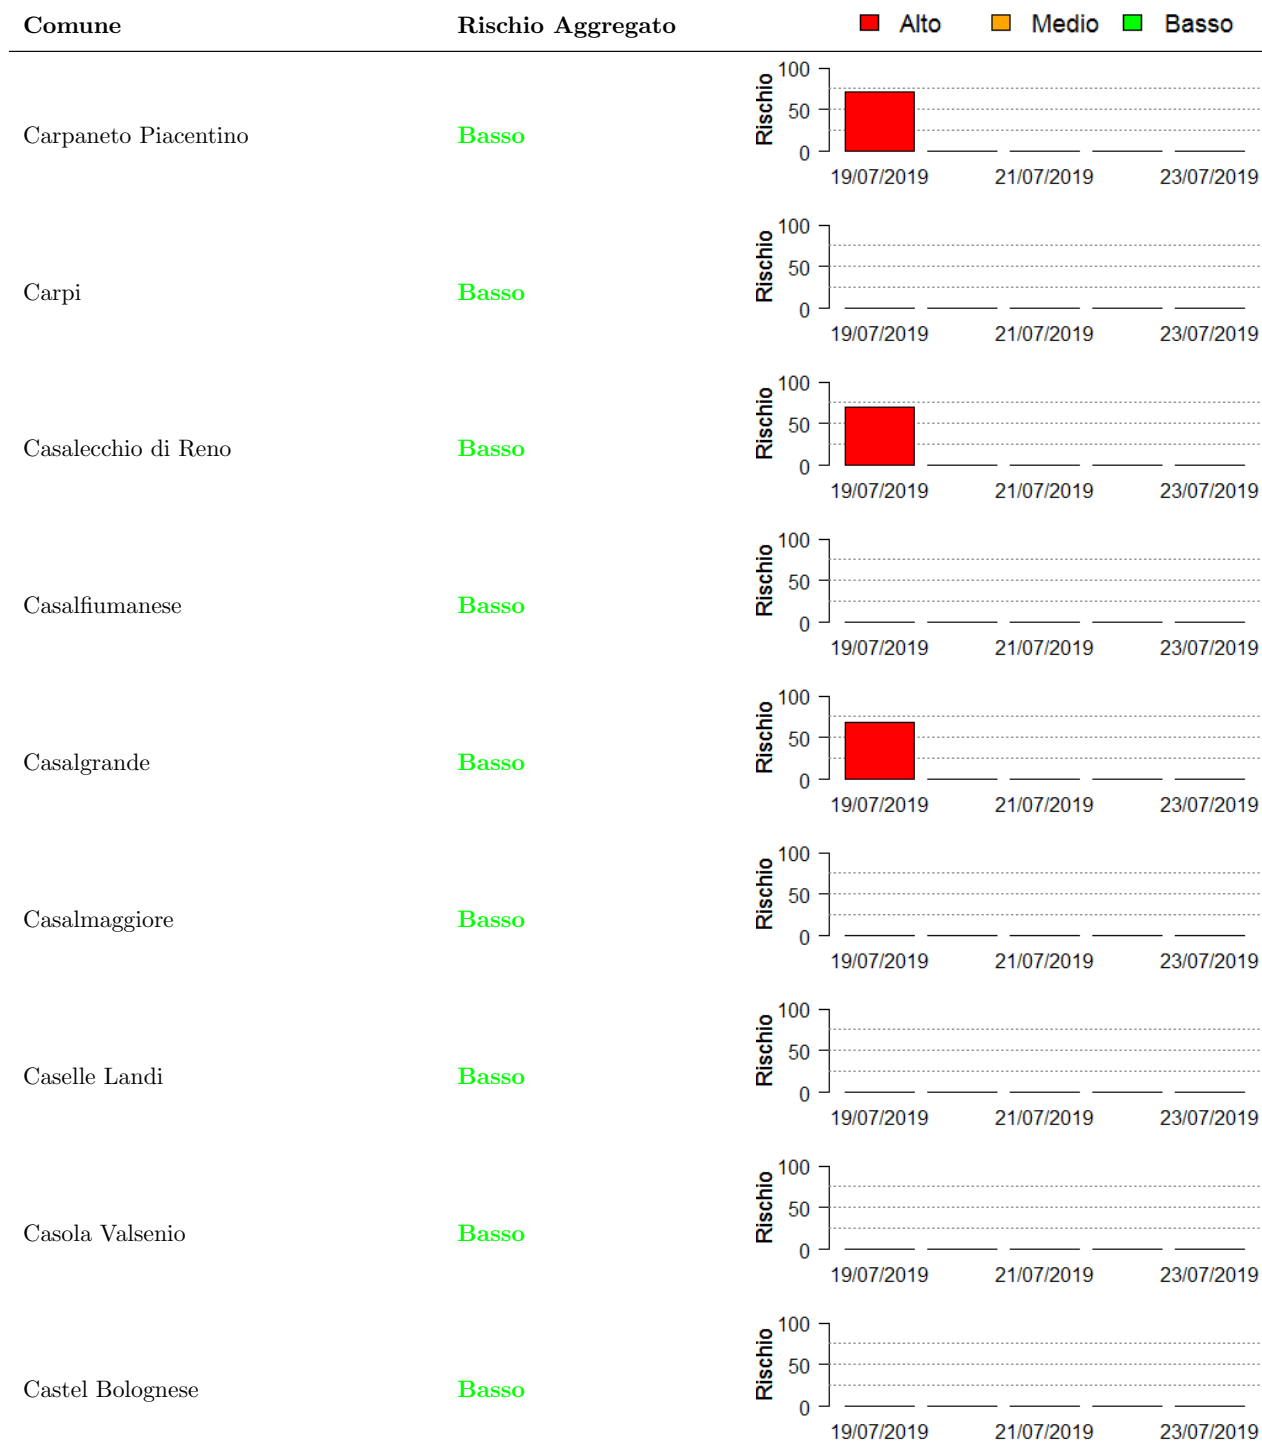 Comune Rischio Aggregato Alto Medio Basso
100
50
0
Rischio
Carpaneto Piacentino Basso
19/07/2019 21/07/2019 23/07/2019
100
50
0
Rischio
Carpi Basso
19/07/2019 21/07/2019 23/07/2019
100
50
0
Rischio
Casalecchio di Reno Basso
19/07/2019 21/07/2019 23/07/2019
100
50
0
Rischio
Casalfiumanese Basso
19/07/2019 21/07/2019 23/07/2019
100
50
0
Rischio
Casalgrande Basso
19/07/2019 21/07/2019 23/07/2019
100
50
0
Rischio
Casalmaggiore Basso
19/07/2019 21/07/2019 23/07/2019
100
50
0
Rischio
Caselle Landi Basso
19/07/2019 21/07/2019 23/07/2019
100
50
0
Rischio
Casola Valsenio Basso
19/07/2019 21/07/2019 23/07/2019
100
50
0
Rischio
Castel Bolognese Basso
19/07/2019 21/07/2019 23/07/2019